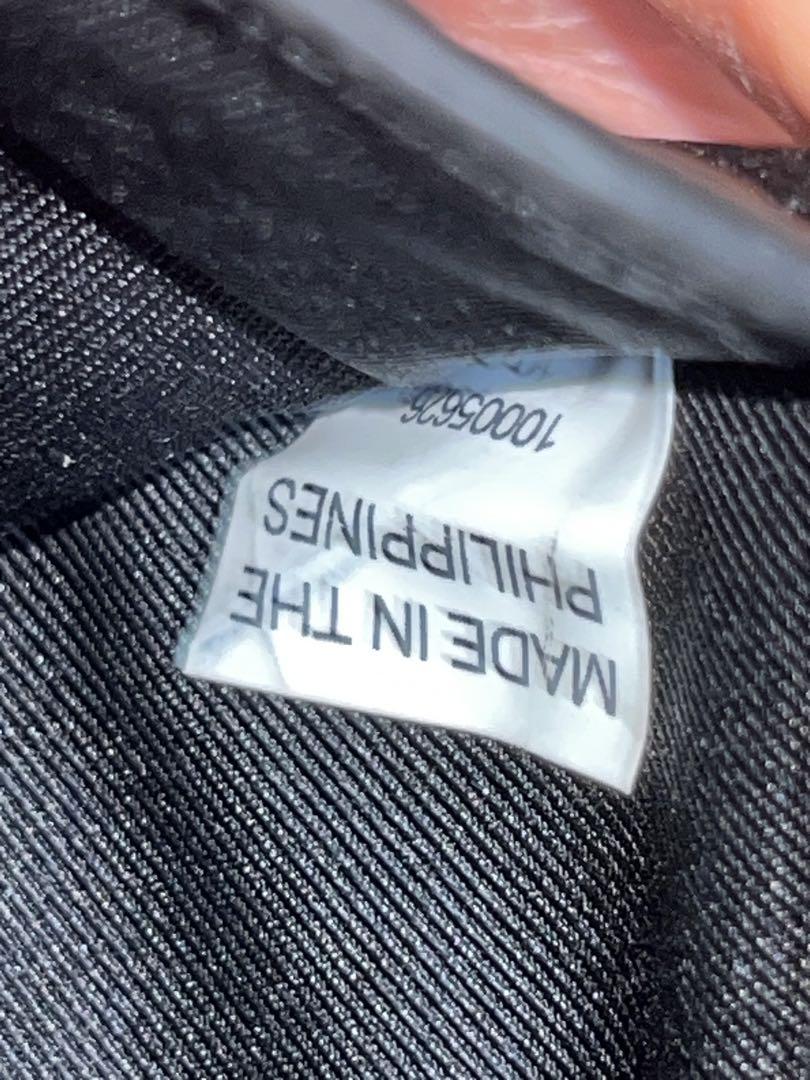 MADE IN THE
PHILIPPINES
10005626